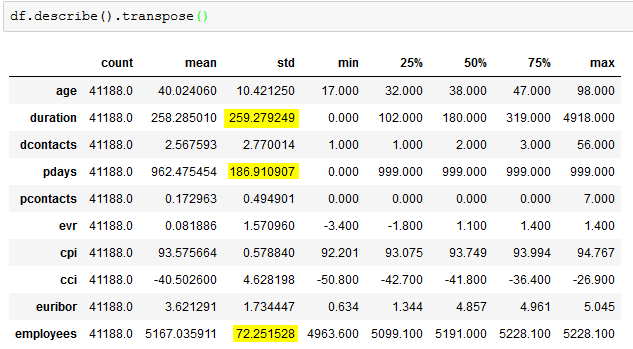 df.describe().transpose()
count mean std min 25% 50% 75% max
age 41188.0 40.024060 10.421250 17.000 32.000 38.000 47.000 98.000
duration 41188.0 258.285010 259.279249 0.000 102.000 180.000 319.000 4918.000
dcontacts 41188.0 2.567593 2.770014 1.000 1.000 2.000 3.000 56.000
pdays 41188.0 962.475454 186.910907 0.000 999.000 999.000 999.000 999.000
pcontacts 41188.0 0.172963 0.494901 0.000 0.000 0.000 0.000 7.000
evr 41188.0 0.081886 1.570960 -3.400 -1.800 1.100 1.400 1.400
cpi 41188.0 93.575664 0.578840 92.201 93.075 93.749 93.994 94.767
cci 41188.0 -40.502600 4.628198 -50.800 -42.700 -41.800 -36.400 -26.900
euribor 41188.0 3.621291 1.734447 0.634 1.344 4.857 4.961 5.045
employees 41188.0 5167.035911 72.251528 4963.600 5099.100 5191.000 5228.100 5228.100